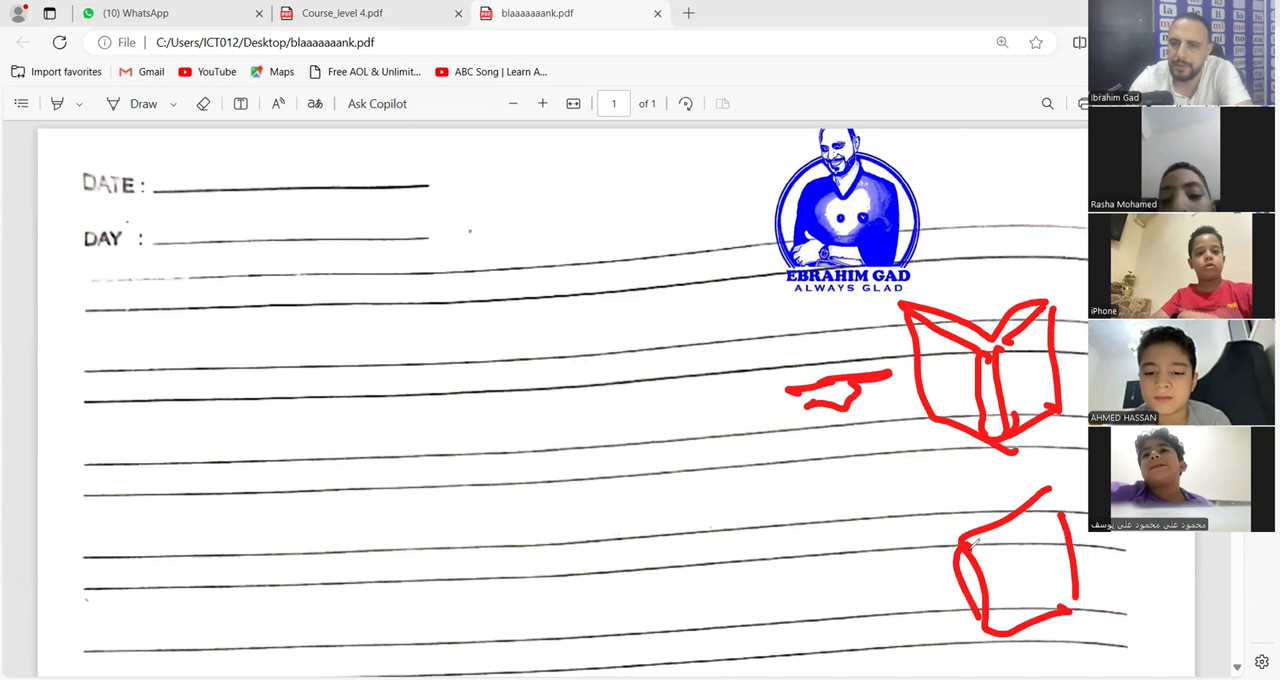 (10) WhatsApp
Course_level 4.pdf
blaaaaaaank.pdf
File
C:/Users/ICT012/Desktop/blaaaaaaank.pdf
Import favorites
Gmail
YouTube
Maps
Free AOL & Unlimit...
ABC Song | Learn A...
Draw
Ask Copilot
1 of 1
DATE:
DAY :
EBRAHIM GAD
ALWAYS GLAD
Ibrahim Gad
Rasha Mohamed
iPhone
AHMED HASSAN
محمود علي محمود علي يوسف